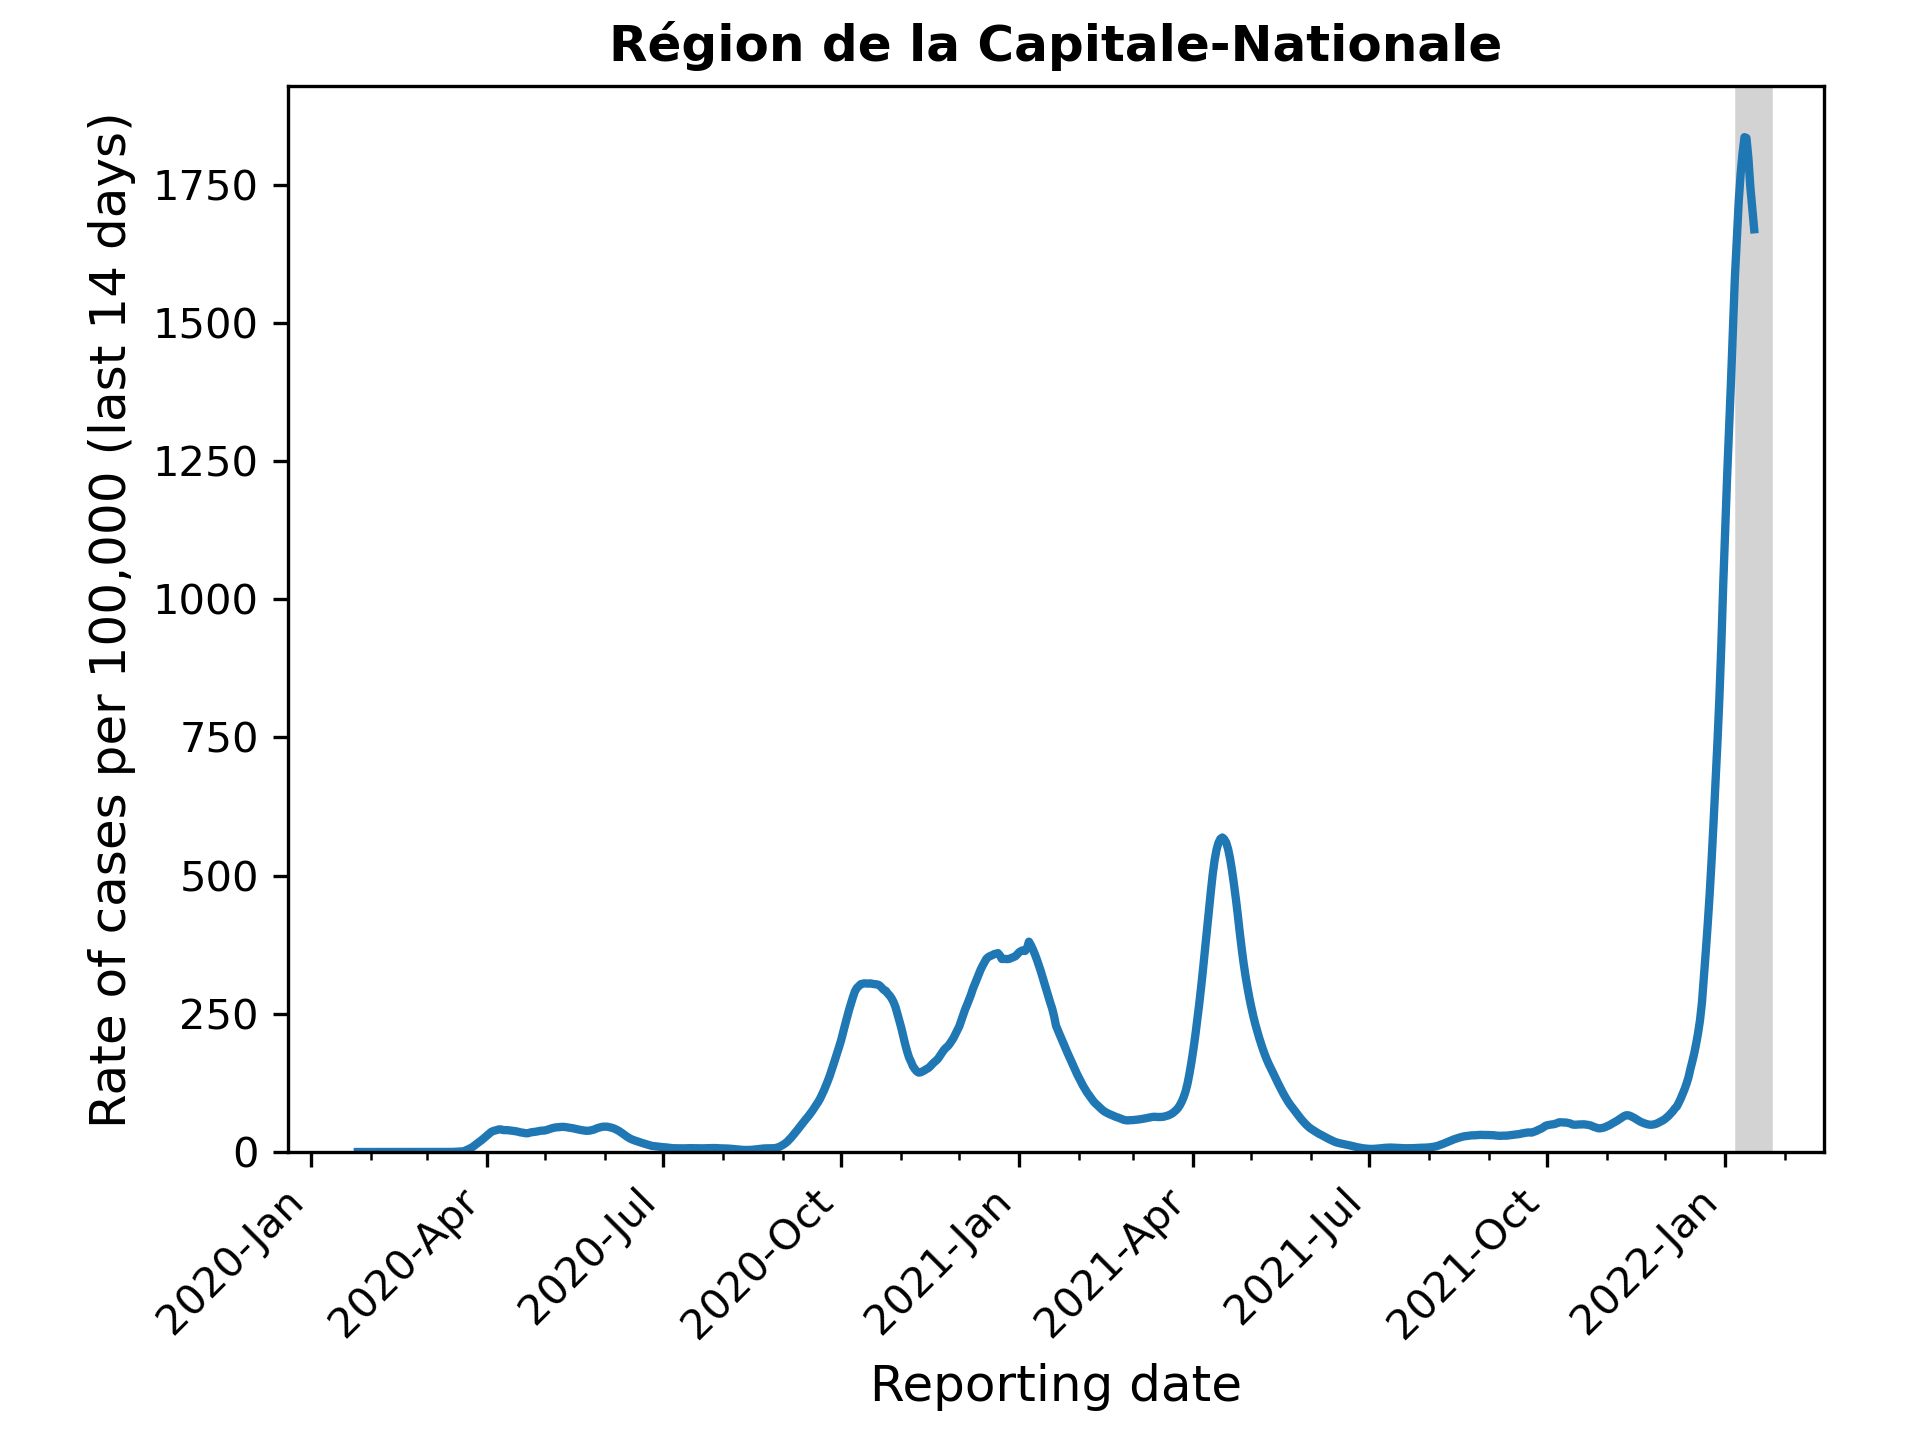 Région de la Capitale-Nationale
Rate of cases per 100,000 (last 14 days)
1750
1500
1250
1000
750
500
250
0
2020-Jan
2020-Apr
2020-Jul
2020-Oct
2021-Jan
2021-Apr
2021-Jul
2021-Oct
2022-Jan
Reporting date